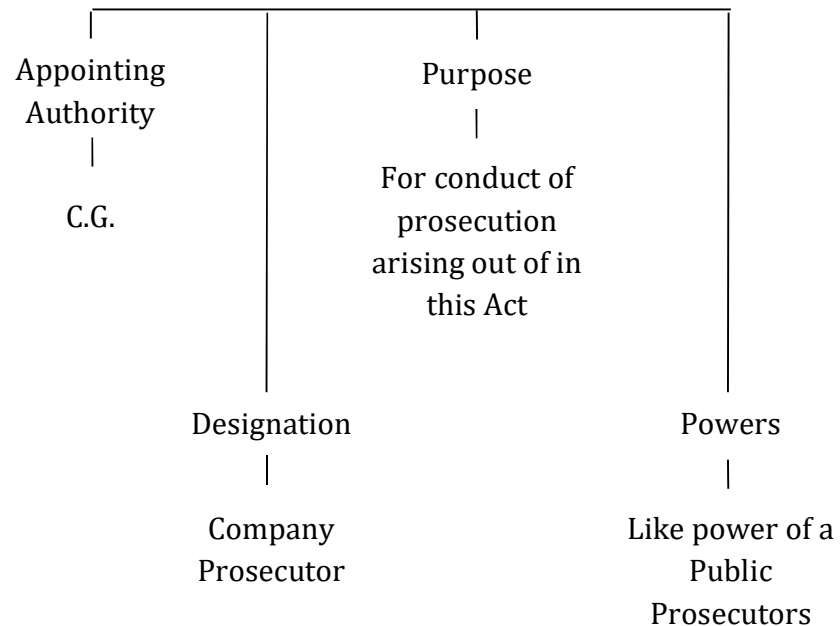 Appointing
Authority
C.G.
Purpose
For conduct of
prosecution
arising out of in
this Act
Designation
Company
Prosecutor
Powers
Like power of a
Public
Prosecutors